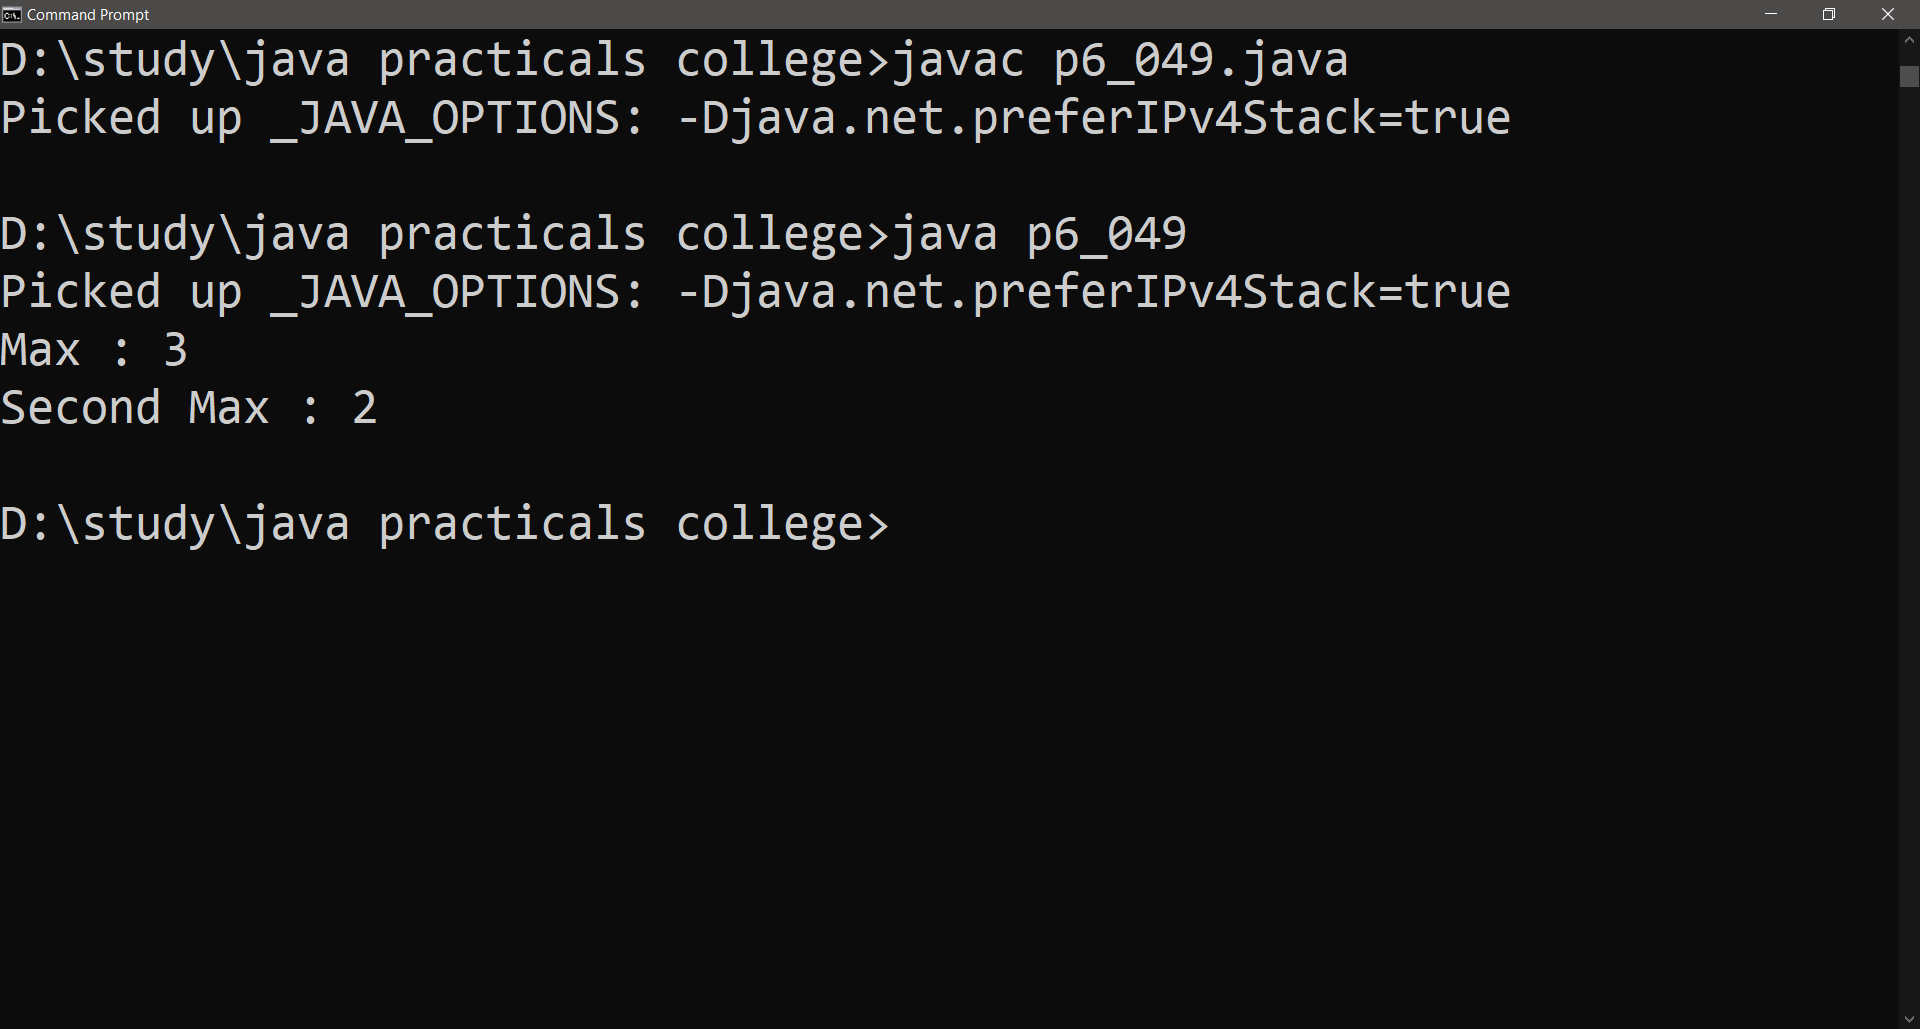 Command Prompt
D:\study\java practicals college>javac p6_049.java
Picked up _JAVA_OPTIONS: -Djava.net.preferIPv4Stack=true
D:\study\java practicals college>java p6_049
Picked up _JAVA_OPTIONS: -Djava.net.preferIPv4Stack=true
Max : 3
Second Max : 2
D:\study\java practicals college>